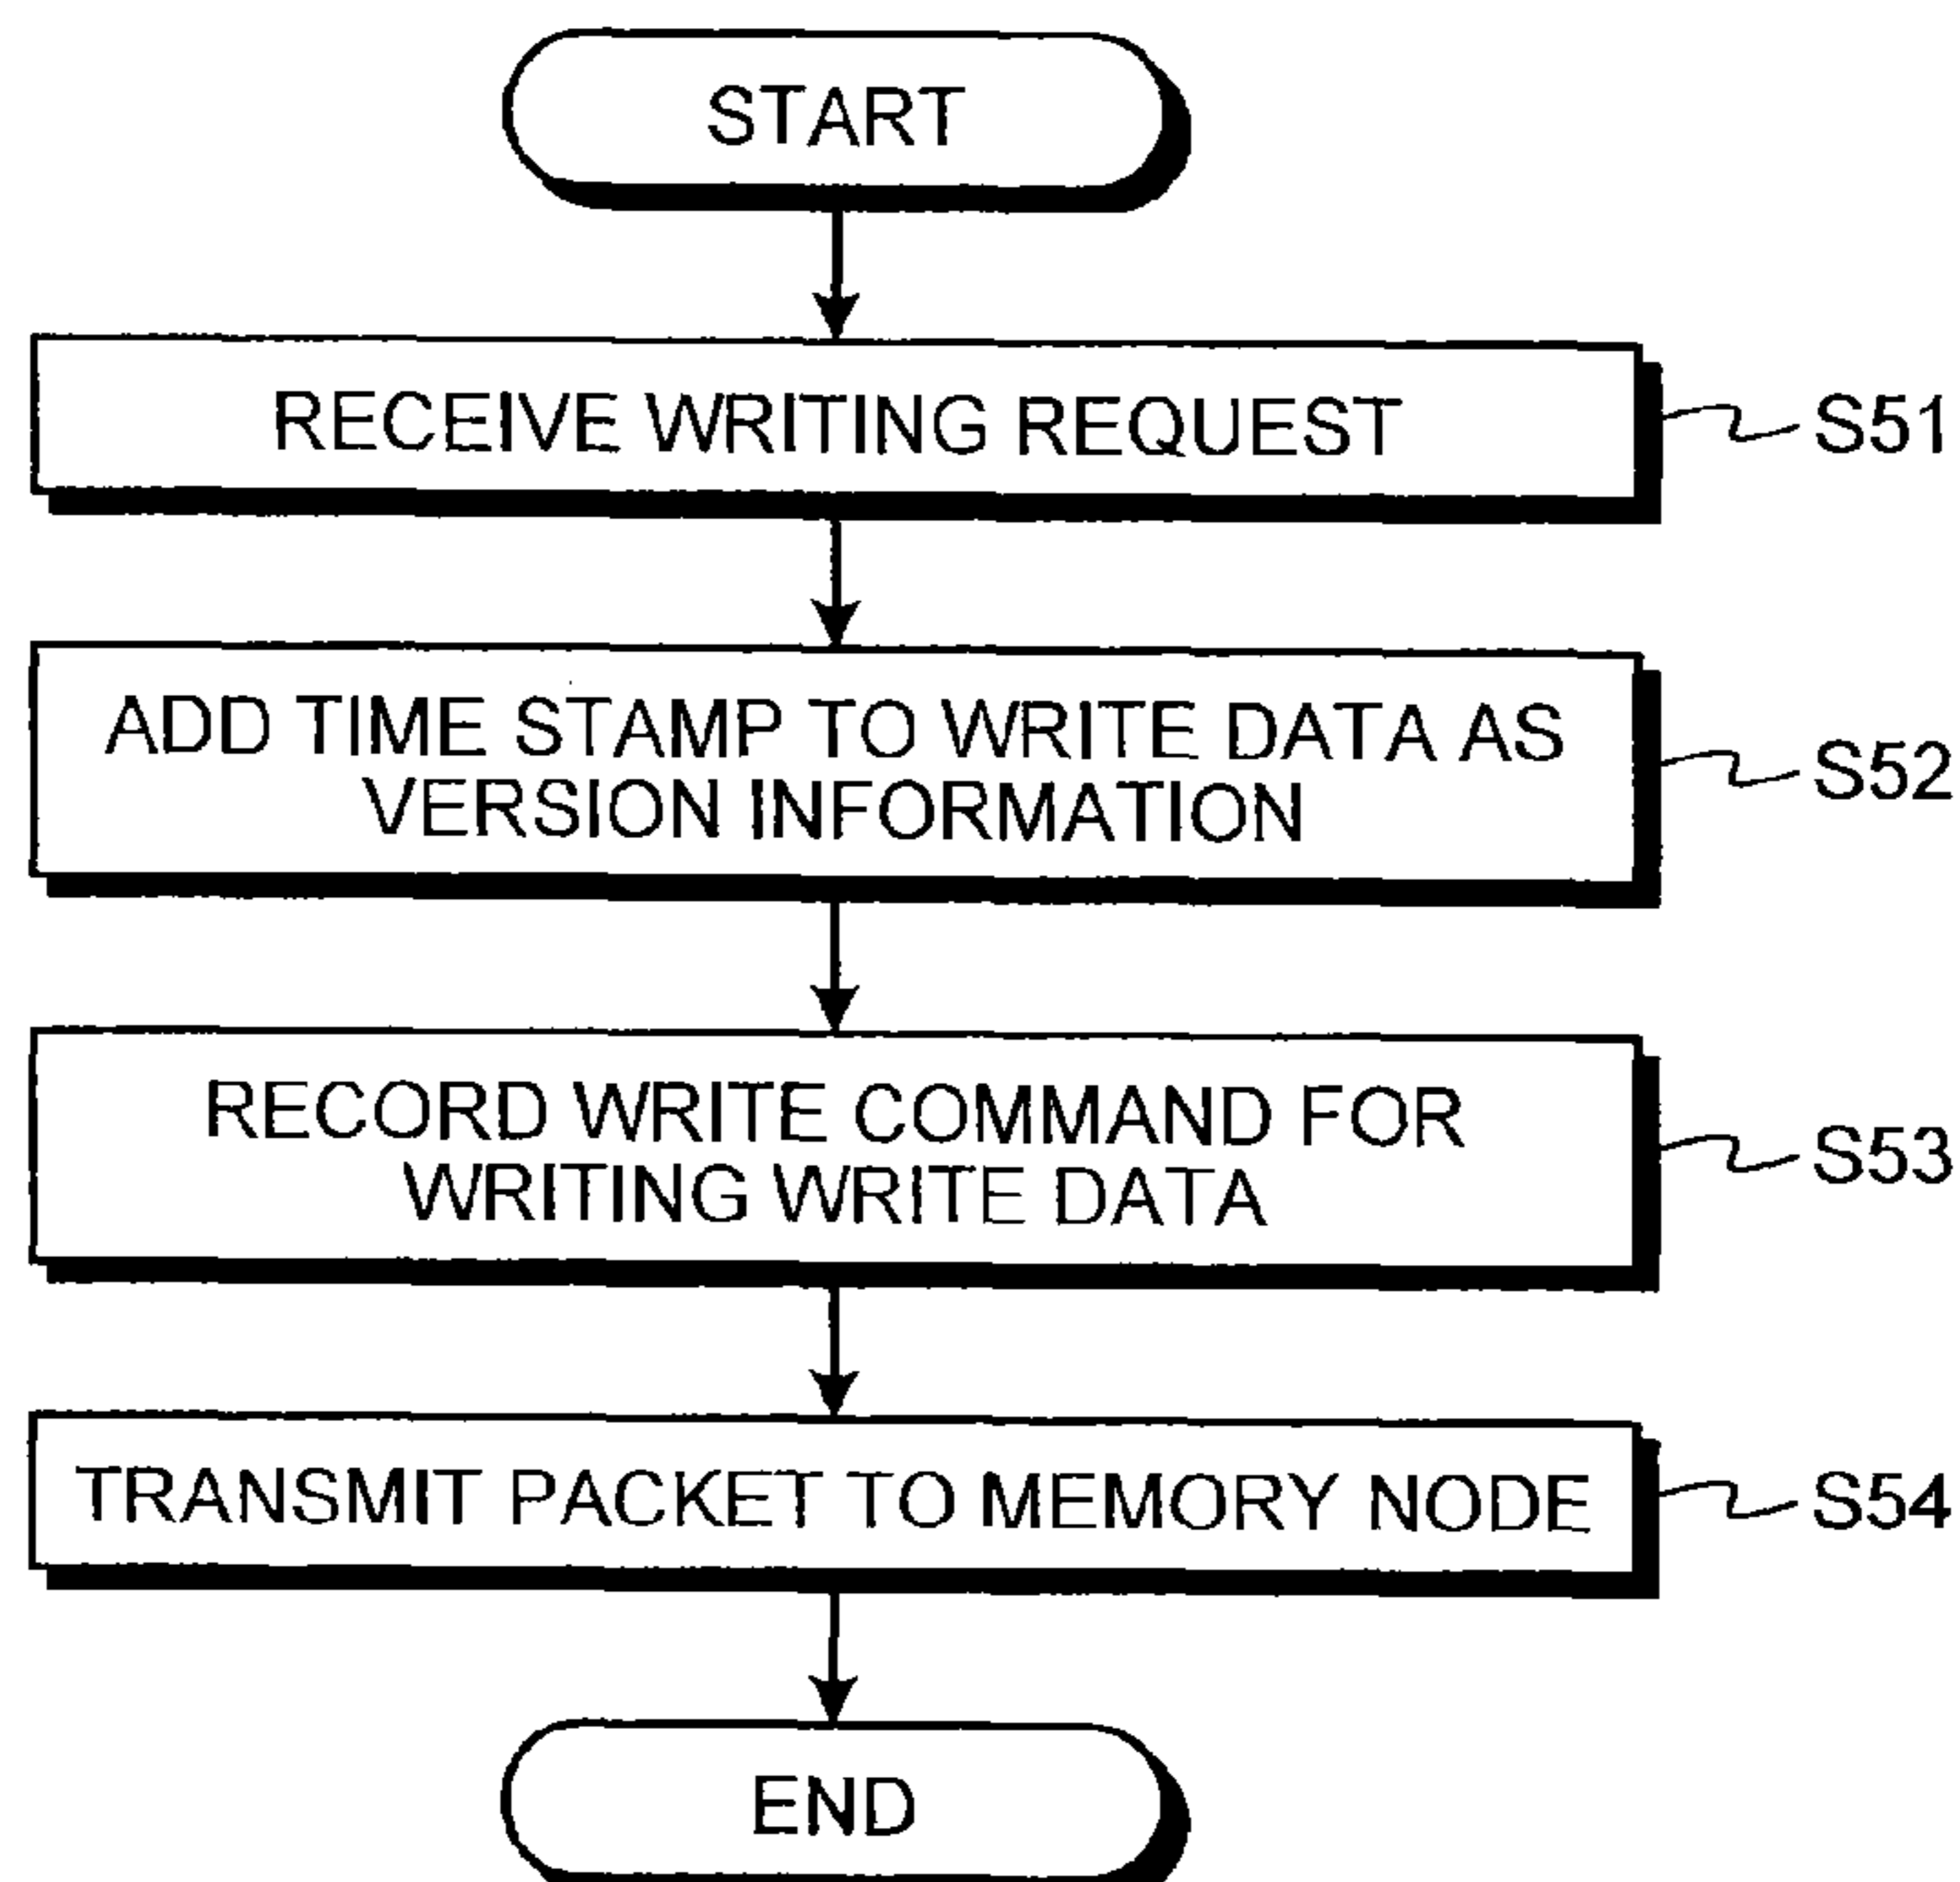 START
RECEIVE WRITING REQUEST
S51
ADD TIME STAMP TO WRITE DATA AS
VERSION INFORMATION
S52
RECORD WRITE COMMAND FOR
WRITING WRITE DATA
S53
TRANSMIT PACKET TO MEMORY NODE
S54
END